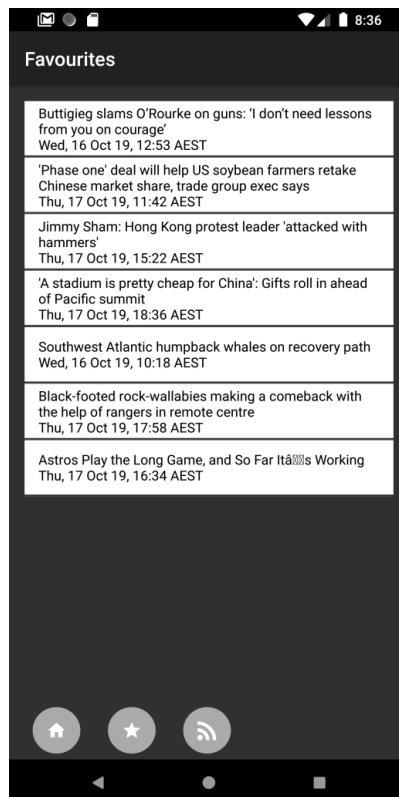 8:36
Favourites
Buttigieg slams O’Rourke on guns: ‘I don’t need lessons
from you on courage’
Wed, 16 Oct 19, 12:53 AEST
'Phase one' deal will help US soybean farmers retake
Chinese market share, trade group exec says
Thu, 17 Oct 19, 11:42 AEST
Jimmy Sham: Hong Kong protest leader 'attacked with
hammers'
Thu, 17 Oct 19, 15:22 AEST
'A stadium is pretty cheap for China': Gifts roll in ahead
of Pacific summit
Thu, 17 Oct 19, 18:36 AEST
Southwest Atlantic humpback whales on recovery path
Wed, 16 Oct 19, 10:18 AEST
Black-footed rock-wallabies making a comeback with
the help of rangers in remote centre
Thu, 17 Oct 19, 17:58 AEST
Astros Play the Long Game, and So Far Itâ□□s Working
Thu, 17 Oct 19, 16:34 AEST